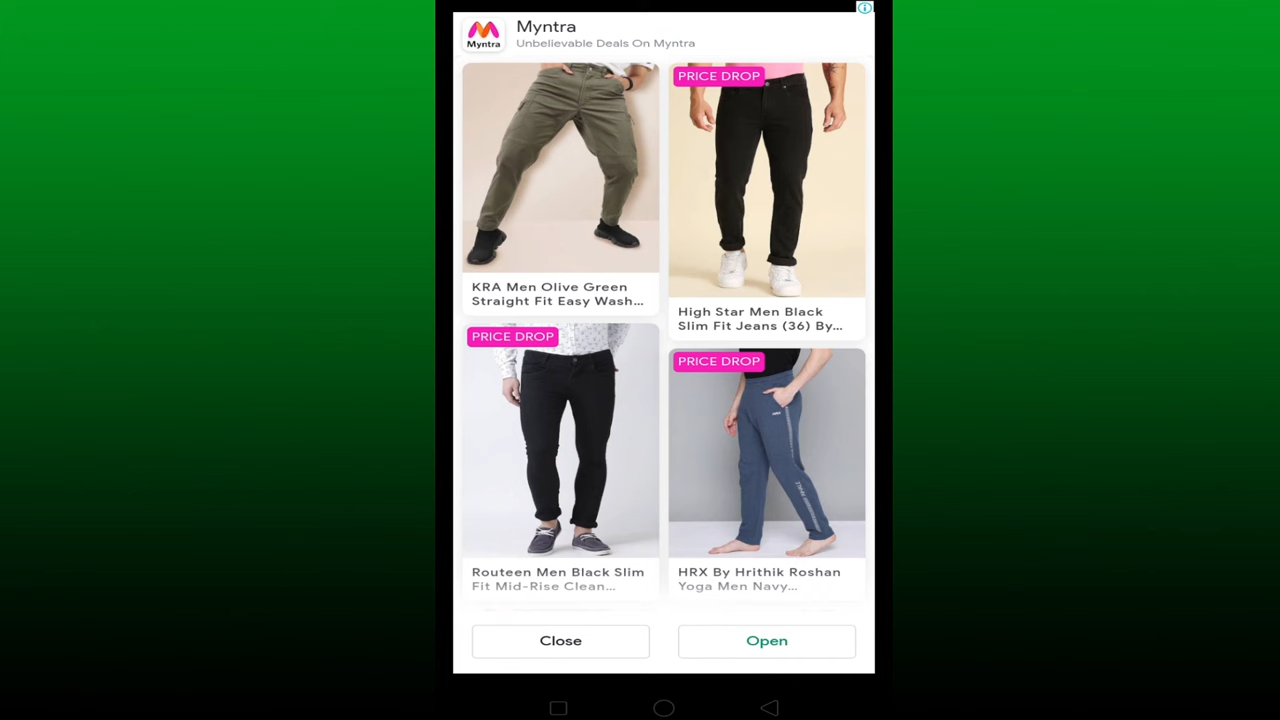 Myntra
Myntra
Unbelievable Deals On Myntra
PRICE DROP
KRA Men Olive Green
Straight Fit Easy Wash...
High Star Men Black
Slim Fit Jeans (36) By...
PRICE DROP
PRICE DROP
Routeen Men Black Slim
Fit Mid-Rise Clean...
HRX By Hrithik Roshan
Yoga Men Navy...
Close
Open